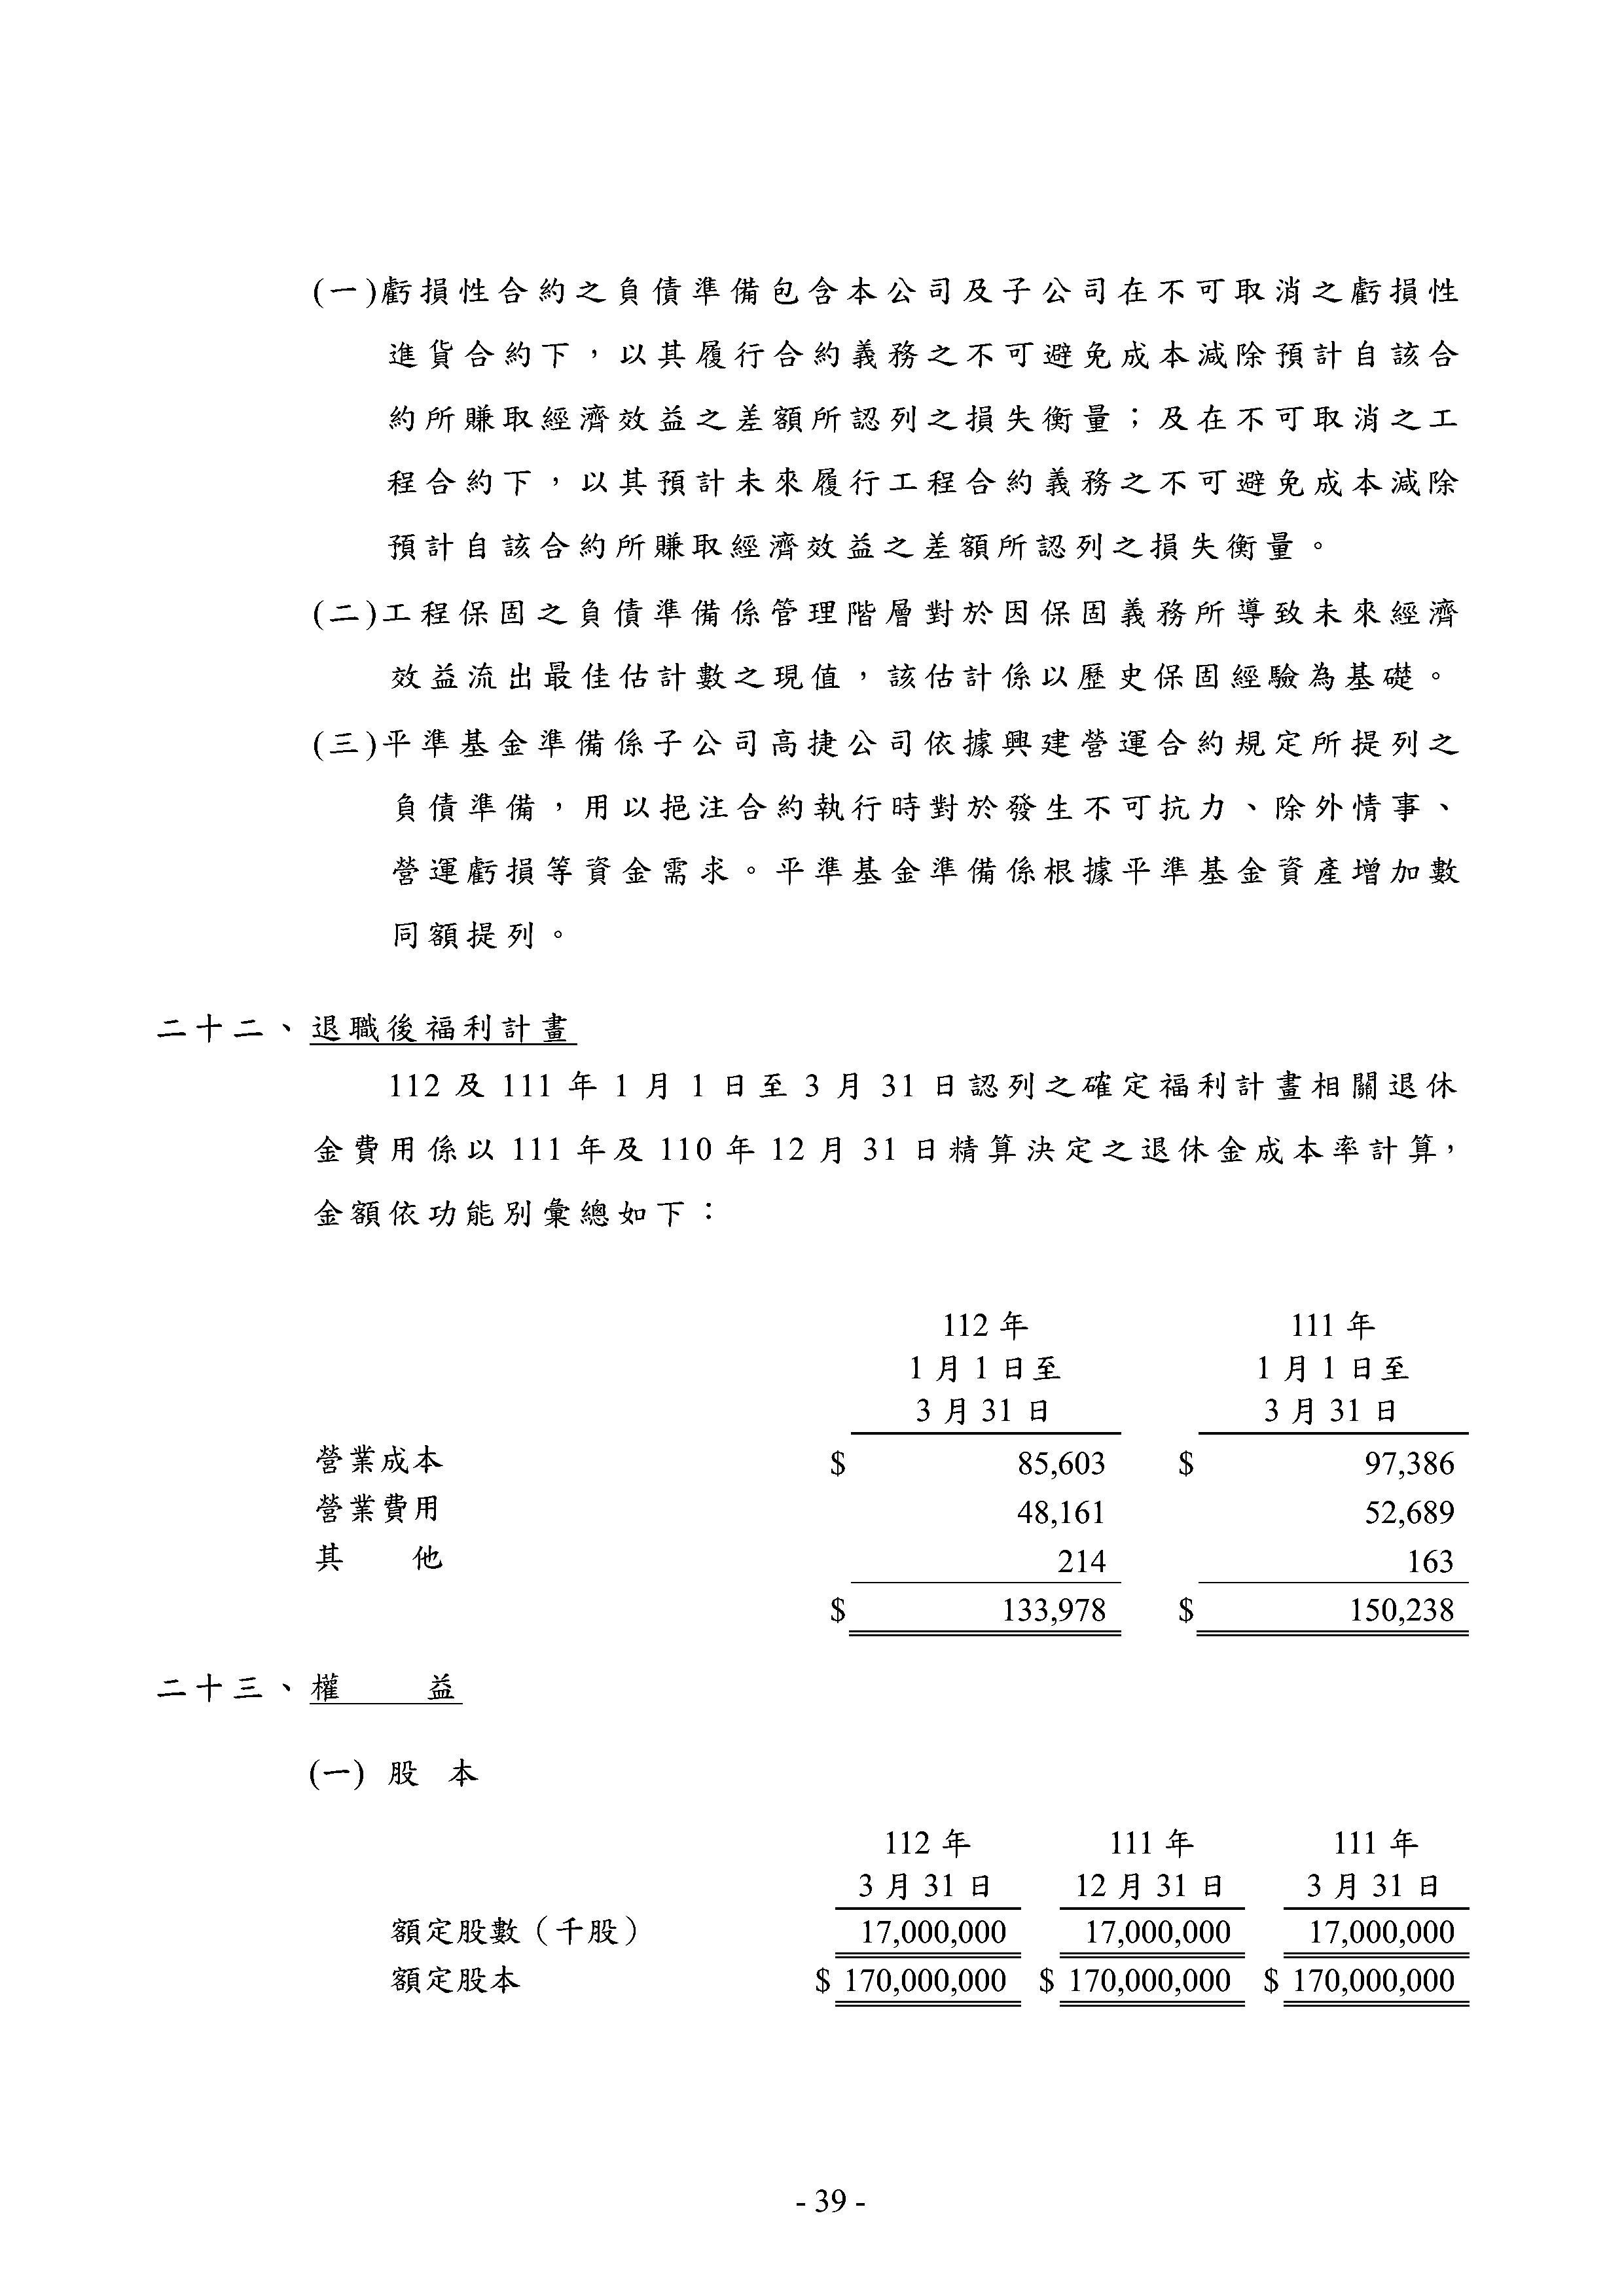 (一)虧損性合約之負債準備包含本公司及子公司在不可取消之虧損性
進貨合約下，以其履行合約義務之不可避免成本減除預計自該合
約所賺取經濟效益之差額所認列之損失衡量；及在不可取消之工
程合約下，以其預計未來履行工程合約義務之不可避免成本減除
預計自該合約所賺取經濟效益之差額所認列之損失衡量。
(二)工程保固之負債準備係管理階層對於因保固義務所導致未來經濟
效益流出最佳估計數之現值，該估計係以歷史保固經驗為基礎。
(三)平準基金準備係子公司高捷公司依據興建營運合約規定所提列之
負債準備，用以挹注合約執行時對於發生不可抗力、除外情事、
營運虧損等資金需求。平準基金準備係根據平準基金資產增加數
同額提列。
二十二、退職後福利計畫
112 及 111 年 1 月 1 日至 3 月 31 日認列之確定福利計畫相關退休
金費用係以 111 年及 110 年 12 月 31 日精算決定之退休金成本率計算，
金額依功能別彙總如下：
112 年 111 年
1 月 1 日至 1 月 1 日至
3 月 31 日 3 月 31 日
營業成本 $ 85,603 $ 97,386
營業費用 48,161 52,689
其 他 214 163
$ 133,978 $ 150,238
二十三、權 益
(一) 股 本
112 年 111 年 111 年
3 月 31 日 12 月 31 日 3 月 31 日
額定股數（千股） 17,000,000 17,000,000 17,000,000
額定股本 $ 170,000,000 $ 170,000,000 $ 170,000,000
- 39 -